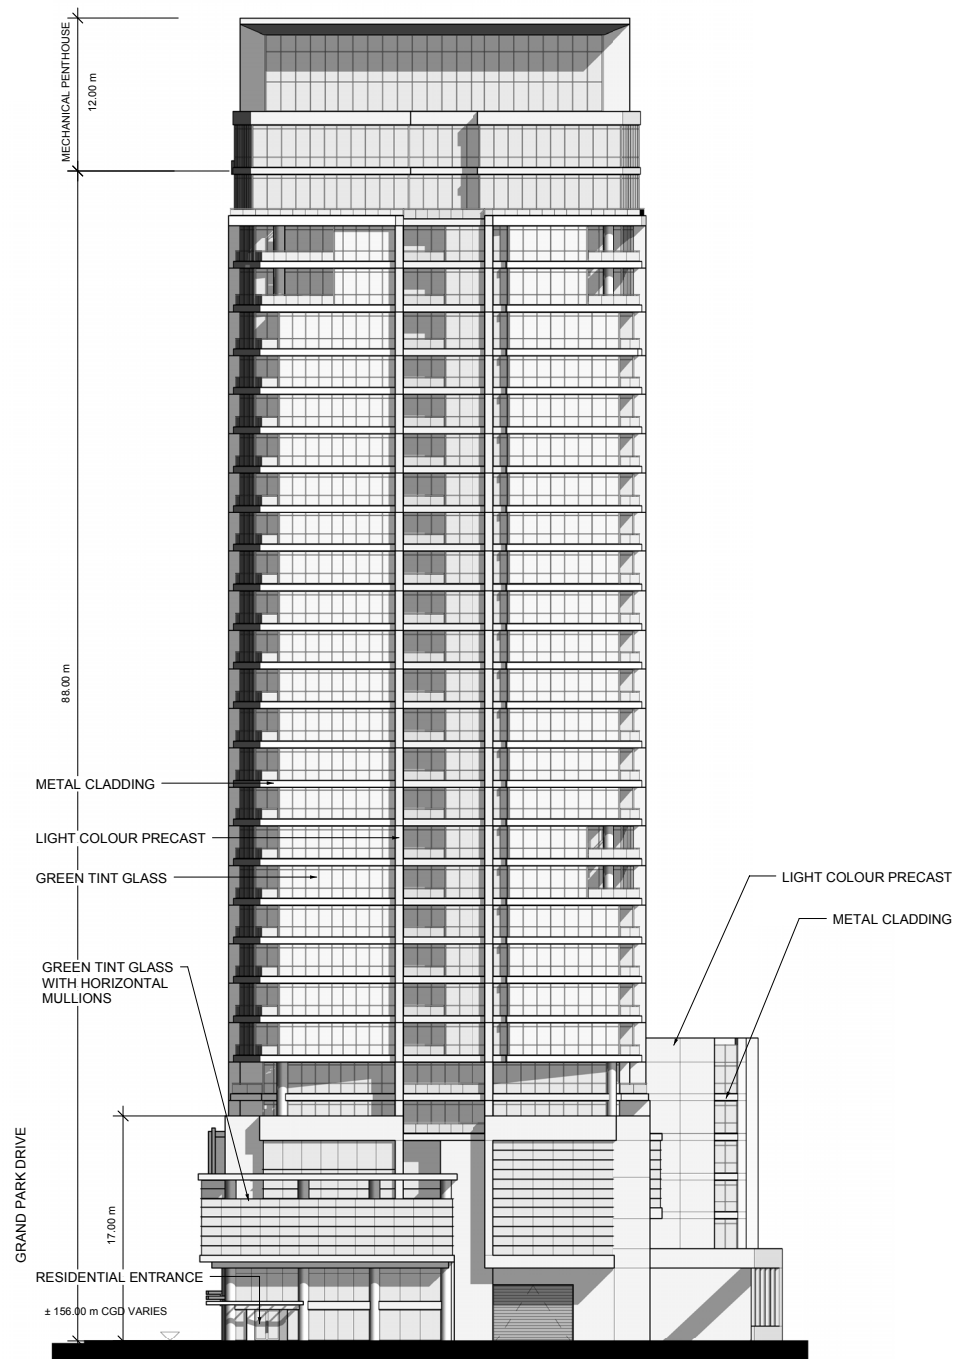 MECHANICAL PENTHOUSE
12.00 m
88.00 m
METAL CLADDING
LIGHT COLOUR PRECAST
GREEN TINT GLASS
LIGHT COLOUR PRECAST
METAL CLADDING
GREEN TINT GLASS
WITH HORIZONTAL
MULLIONS
GRAND PARK DRIVE
17.00 m
RESIDENTIAL ENTRANCE
± 156.00 m CGD VARIES